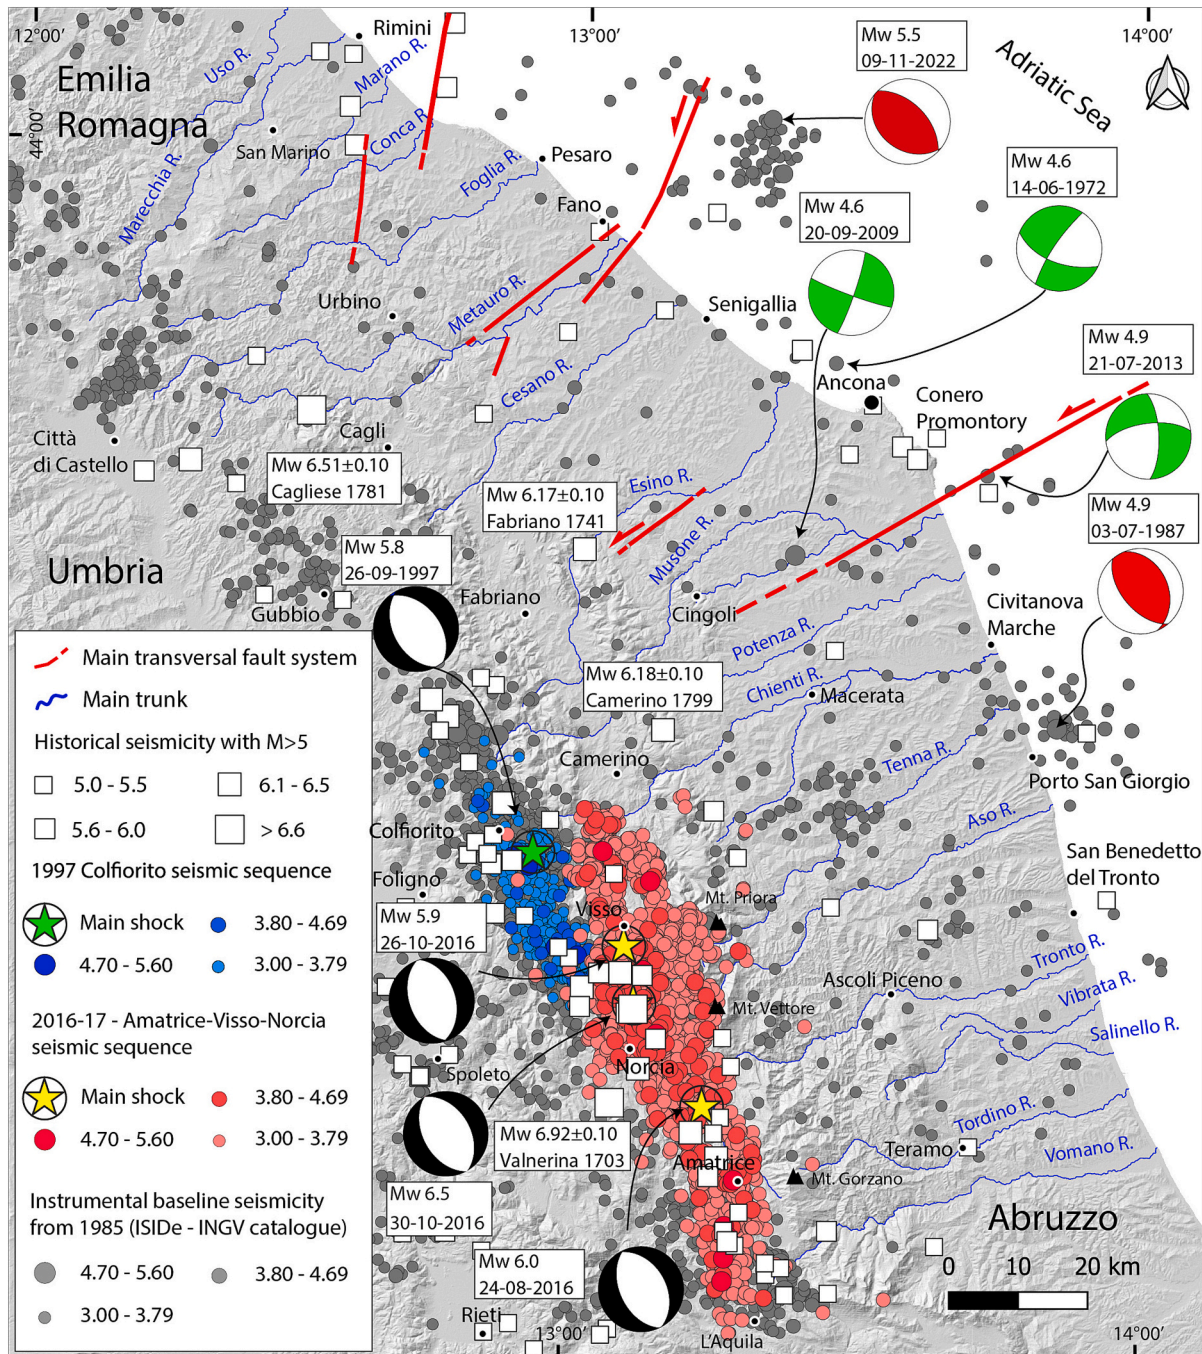 12°00′
13°00′
14°00′
44°00′
Rimini
Emilia
Romagna
Uso R.
Marano R.
Conca R.
Marecchia R.
San Marino
Foglia R.
Pesaro
Fano
Urbino
Metauro R.
Cesano R.
Senigallia
Adriatic Sea
Mw 5.5
09-11-2022
Mw 4.6
14-06-1972
Mw 4.6
20-09-2009
Mw 4.9
21-07-2013
Mw 4.9
03-07-1987
Ancona
Conero
Promontory
Città
di Castello
Cagli
Mw 6.51±0.10
Cagliese 1781
Mw 6.17±0.10
Fabriano 1741
Esino R.
Musone R.
Umbria
Mw 5.8
26-09-1997
Gubbio
Fabriano
Cingoli
Civitanova
Marche
Potenza R.
Chienti R.
Macerata
Mw 6.18±0.10
Camerino 1799
Camerino
Tenna R.
Porto San Giorgio
Aso R.
Colfiorito
Foligno
San Benedetto
del Tronto
Mw 5.9
26-10-2016
Visso
Mt. Priora
Ascoli Piceno
Tronto R.
Vibrata R.
Salinello R.
Mt. Vettore
Spoleto
Norcia
Mw 6.92±0.10
Valnerina 1703
Amatrice
Tordino R.
Teramo
Vomano R.
Mt. Gorzano
Mw 6.5
30-10-2016
Mw 6.0
24-08-2016
Abruzzo
0 10 20 km
Rieti
L'Aquila
13°00′
14°00′
Main transversal fault system
Main trunk
Historical seismicity with M>5
5.0 - 5.5
6.1 - 6.5
5.6 - 6.0
> 6.6
1997 Colfiorito seismic sequence
Main shock
3.80 - 4.69
4.70 - 5.60
3.00 - 3.79
2016-17 - Amatrice-Visso-Norcia
seismic sequence
Main shock
3.80 - 4.69
4.70 - 5.60
3.00 - 3.79
Instrumental baseline seismicity
from 1985 (ISIDe - INGV catalogue)
4.70 - 5.60
3.80 - 4.69
3.00 - 3.79